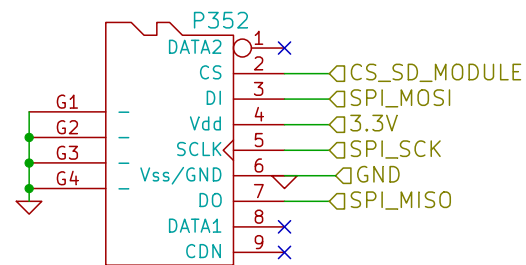 P352
DATA2 1
CS 2 CS_SD_MODULE
G1 DI 3 SPI_MOSI
G2 Vdd 4 3.3V
G3 SCLK 5 SPI_SCK
G4 Vss/GND 6 GND
DO 7 SPI_MISO
DATA1 8
CDN 9